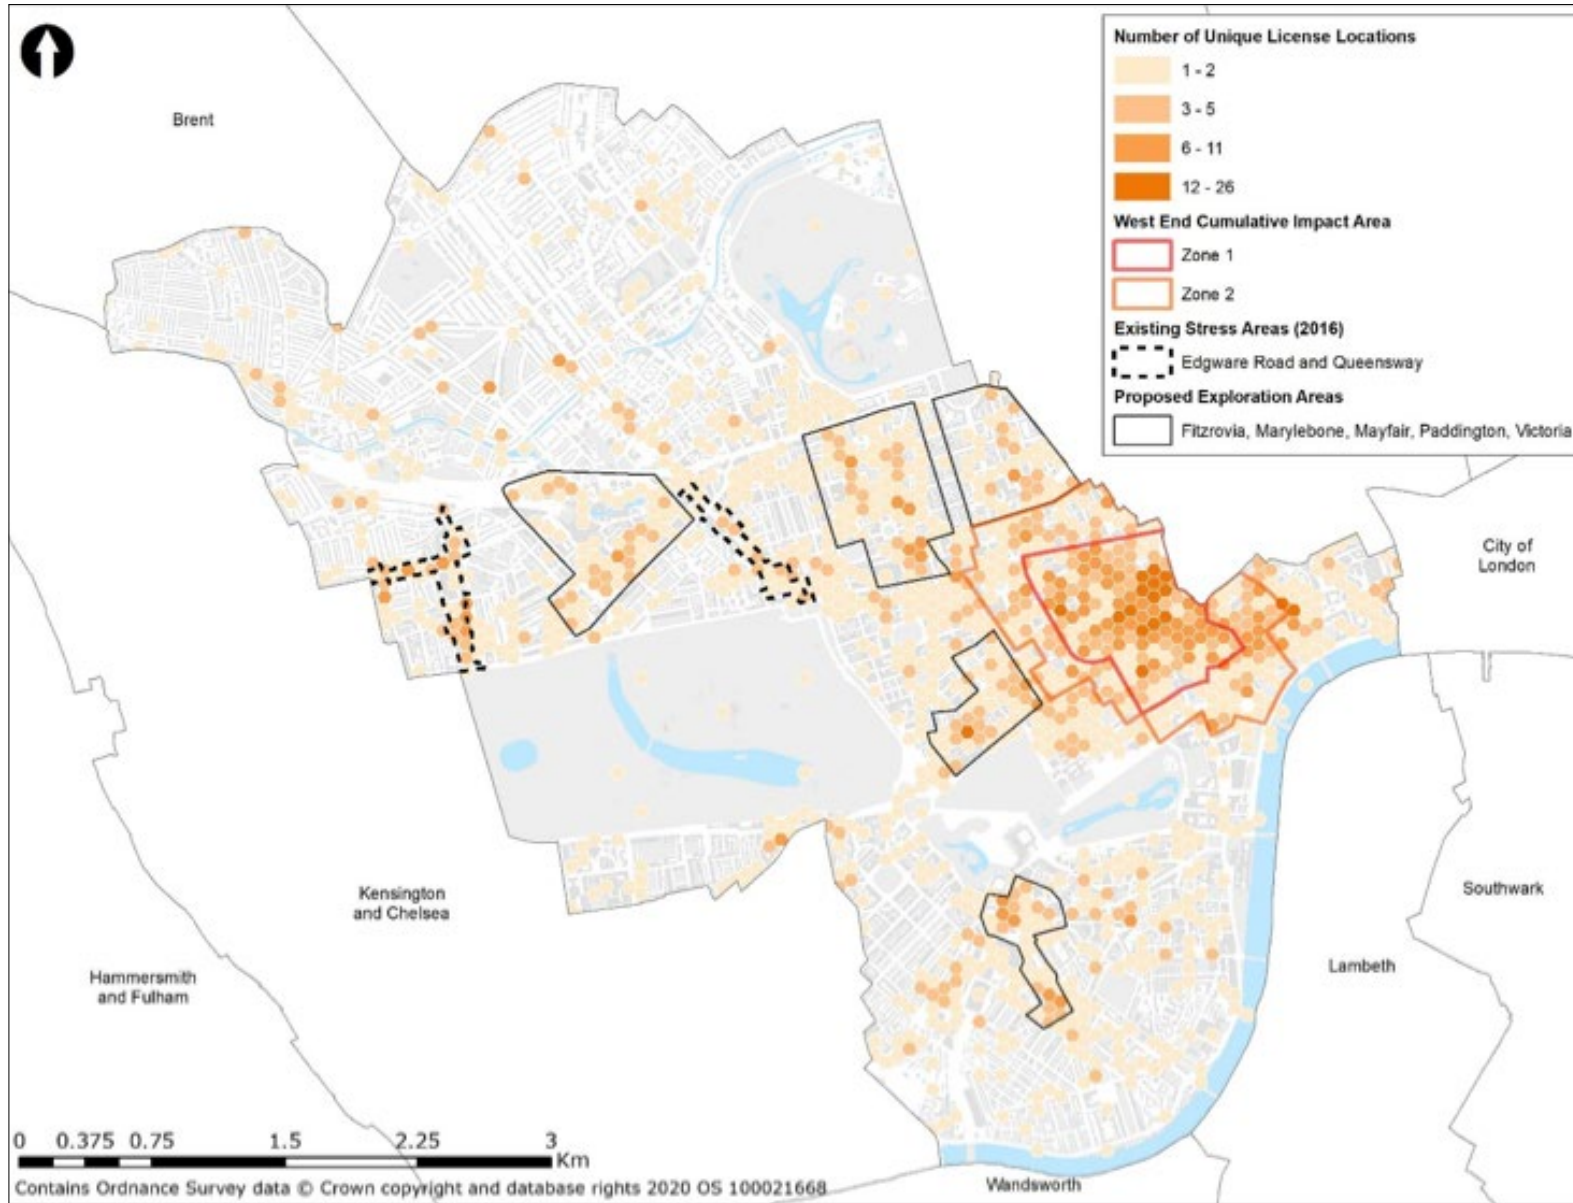 Number of Unique License Locations
1 - 2
3 - 5
6 - 11
12 - 26
West End Cumulative Impact Area
Zone 1
Zone 2
Existing Stress Areas (2016)
Edgware Road and Queensway
Proposed Exploration Areas
Fitzrovia, Marylebone, Mayfair, Paddington, Victoria
Brent
City of
London
Kensington
and Chelsea
Southwark
Hammersmith
and Fulham
Lambeth
Wandsworth
0 0.375 0.75 1.5 2.25 3
Km
Contains Ordnance Survey data © Crown copyright and database rights 2020 OS 100021668